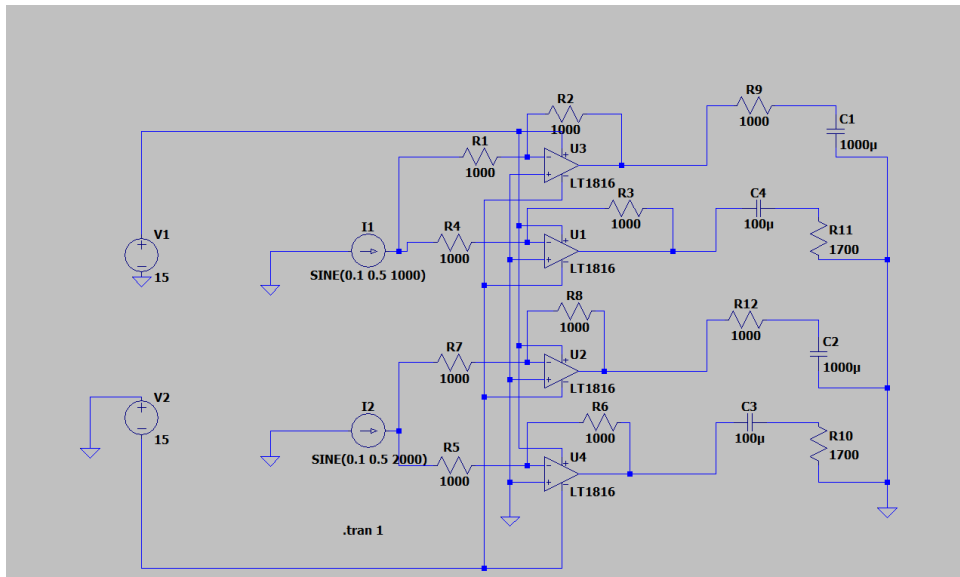 R9
1000
C1
1000µ
R2
1000
R1
1000
U3
LT1816
R3
1000
C4
100µ
R11
1700
I1
SINE(0.1 0.5 1000)
R4
1000
U1
LT1816
V1
15
R8
1000
R12
1000
C2
1000µ
R7
1000
U2
LT1816
V2
15
I2
SINE(0.1 0.5 2000)
R6
1000
C3
100µ
R10
1700
R5
1000
U4
LT1816
.tran 1